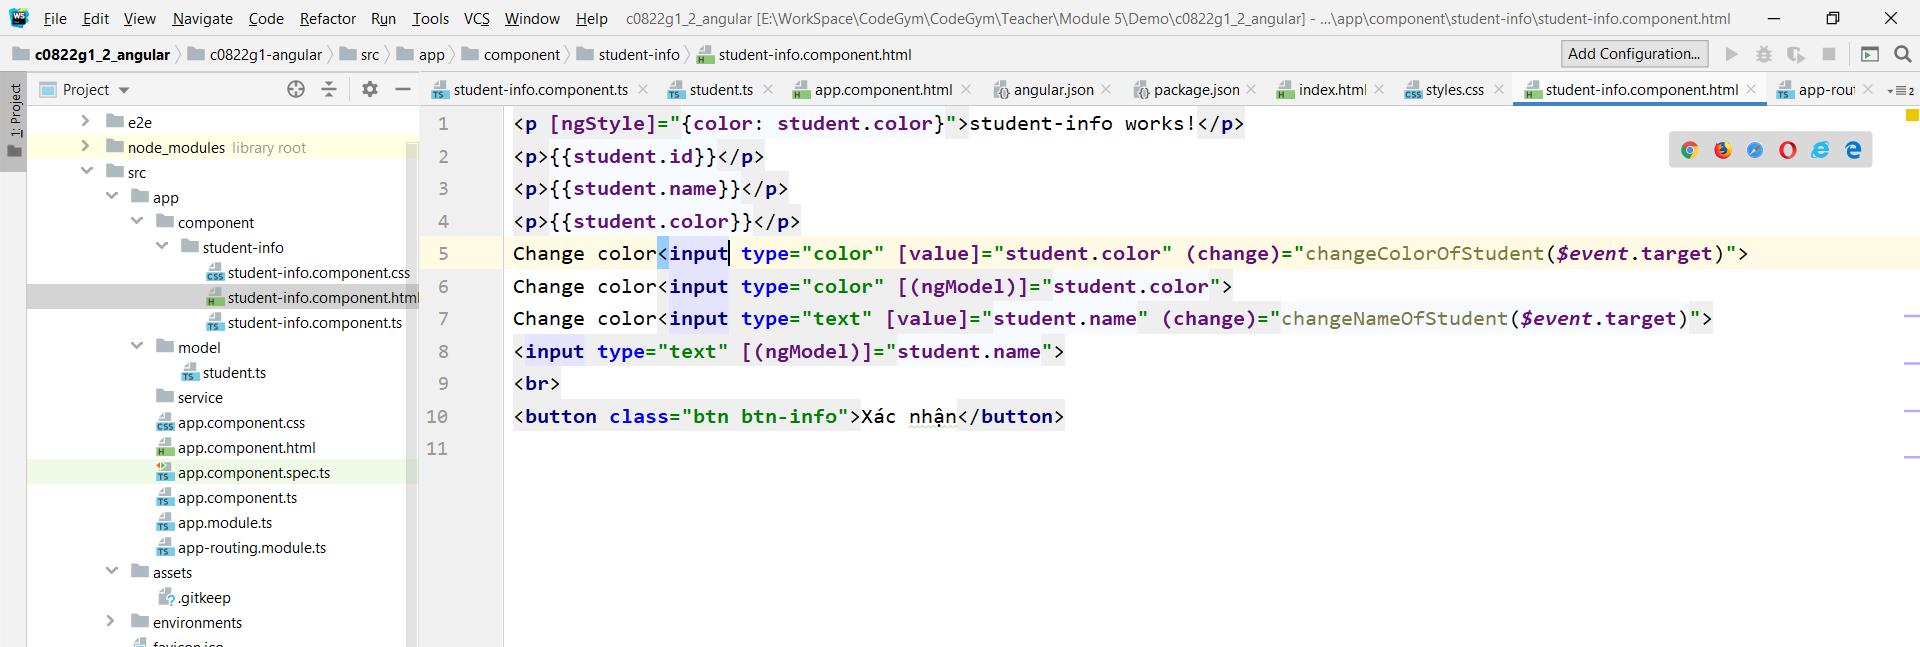 WS File Edit View Navigate Code Refactor Run Tools VCS Window Help c0822g1_2_angular [E:\WorkSpace\CodeGym\CodeGym\Teacher\Module 5\Demo\c0822g1_2_angular] - ...\app\component\student-info\student-info.component.html
c0822g1_2_angular c0822g1-angular src app component student-info student-info.component.html Add Configuration...
1: Project
Project
student-info.component.ts student.ts app.component.html angular.json package.json index.html styles.css student-info.component.html app-rout 2
e2e
node_modules library root
src
app
component
student-info
student-info.component.css
student-info.component.html
student-info.component.ts
model
student.ts
service
app.component.css
app.component.html
app.component.spec.ts
app.component.ts
app.module.ts
app-routing.module.ts
assets
.gitkeep
environments
favicon.ico
1 <p [ngStyle]="{color: student.color}">student-info works!</p>
2 <p>{{student.id}}</p>
3 <p>{{student.name}}</p>
4 <p>{{student.color}}</p>
5 Change color<input type="color" [value]="student.color" (change)="changeColorOfStudent($event.target)">
6 Change color<input type="color" [(ngModel)]="student.color">
7 Change color<input type="text" [value]="student.name" (change)="changeNameOfStudent($event.target)">
8 <input type="text" [(ngModel)]="student.name">
9 <br>
10 <button class="btn btn-info">Xác nhận</button>
11